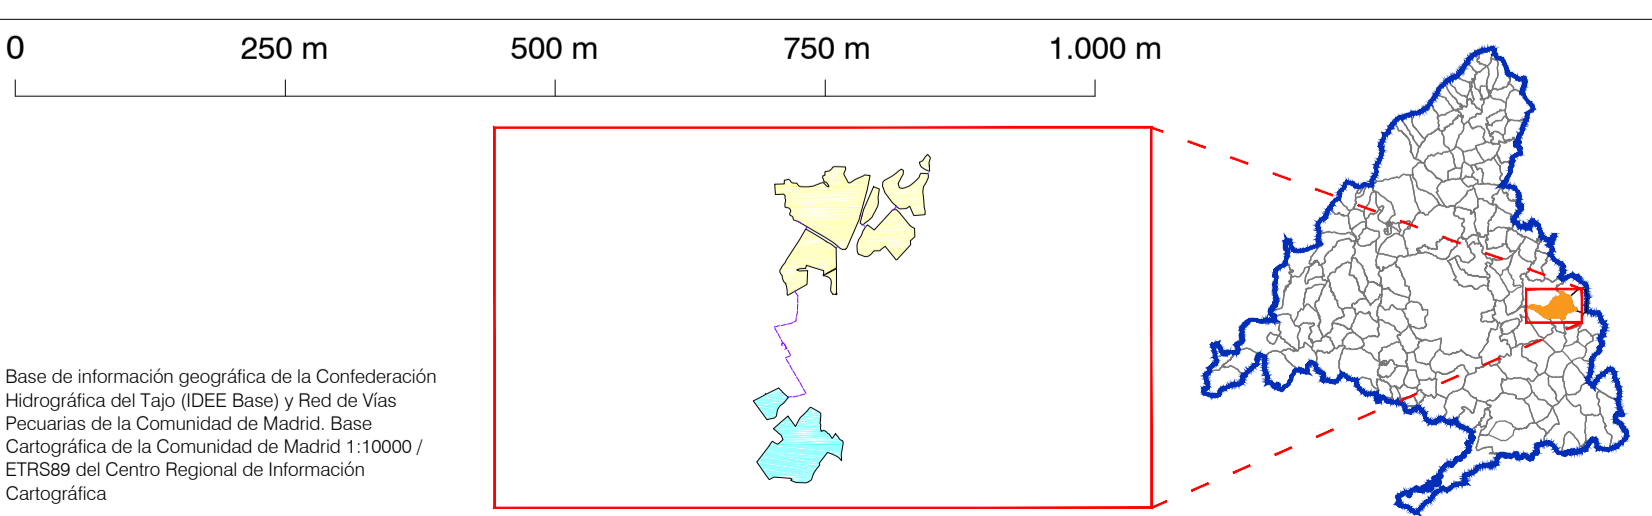 0 250 m 500 m 750 m 1.000 m
Base de información geográfica de la Confederación
Hidrográfica del Tajo (IDEE Base) y Red de Vías
Pecuarias de la Comunidad de Madrid. Base
Cartográfica de la Comunidad de Madrid 1:10000 /
ETRS89 del Centro Regional de Información
Cartográfica